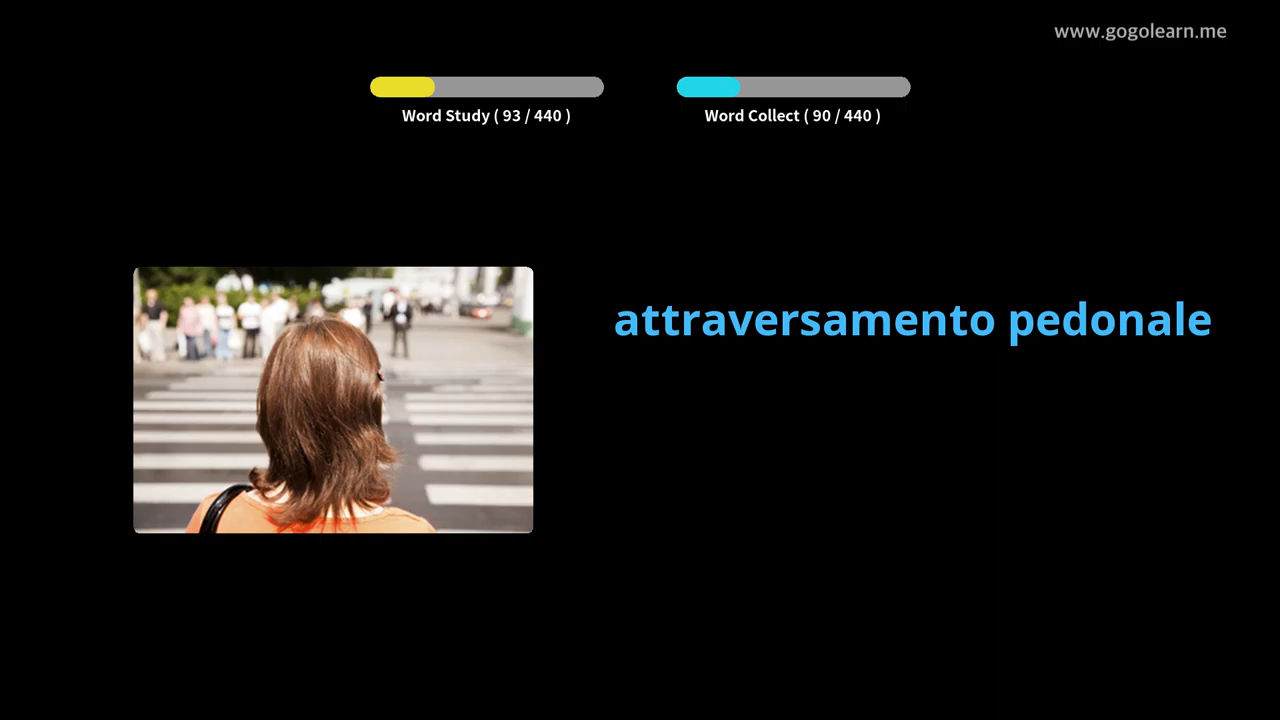 www.gogolearn.me
Word Study ( 93 / 440 )
Word Collect ( 90 / 440 )
attraversamento pedonale